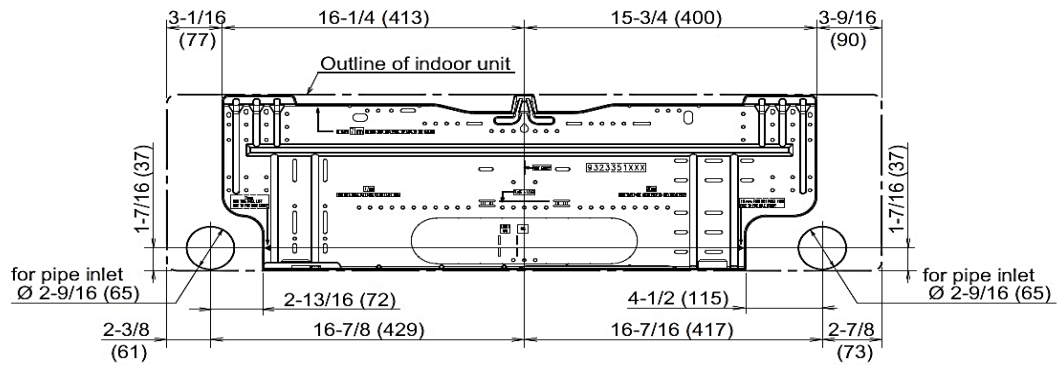 3-1/16
(77)
16-1/4 (413)
15-3/4 (400)
3-9/16
(90)
Outline of indoor unit
9323351XXX
1-7/16 (37)
1-7/16 (37)
for pipe inlet
Ø 2-9/16 (65)
for pipe inlet
Ø 2-9/16 (65)
2-13/16 (72)
4-1/2 (115)
2-3/8
(61)
16-7/8 (429)
16-7/16 (417)
2-7/8
(73)